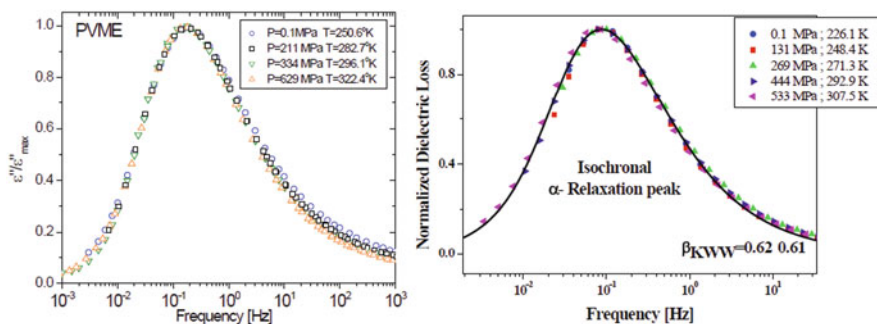 PVME
P=0.1MPa T=250.6°K
P=211 MPa T=282.7°K
P=334 MPa T=296.1°K
P=629 MPa T=322.4°K
ε''/ε''max
1.0
0.8
0.6
0.4
0.2
0.0
10⁻³ 10⁻² 10⁻¹ 10⁰ 10¹ 10² 10³
Frequency [Hz]
0.1 MPa ; 226.1 K
131 MPa ; 248.4 K
269 MPa ; 271.3 K
444 MPa ; 292.9 K
533 MPa ; 307.5 K
Normalized Dielectric Loss
0.8
0.4
0.0
Isochronal
α- Relaxation peak
βKWW=0.62 0.61
10⁻² 10⁻¹ 10⁰ 10¹
Frequency [Hz]